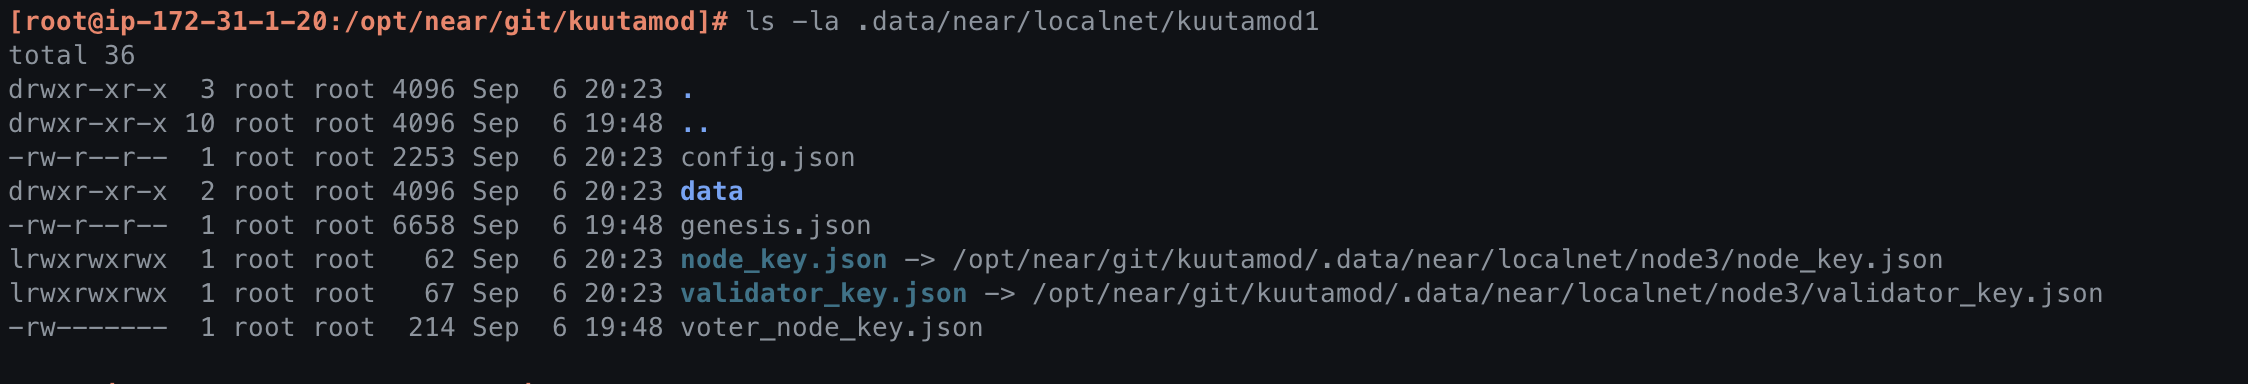 [root@ip-172-31-1-20:/opt/near/git/kuutamod]# ls -la .data/near/localnet/kuutamod1
total 36
drwxr-xr-x  3 root root 4096 Sep  6 20:23 .
drwxr-xr-x 10 root root 4096 Sep  6 19:48 ..
-rw-r--r--  1 root root 2253 Sep  6 20:23 config.json
drwxr-xr-x  2 root root 4096 Sep  6 20:23 data
-rw-r--r--  1 root root 6658 Sep  6 19:48 genesis.json
lrwxrwxrwx  1 root root   62 Sep  6 20:23 node_key.json -> /opt/near/git/kuutamod/.data/near/localnet/node3/node_key.json
lrwxrwxrwx  1 root root   67 Sep  6 20:23 validator_key.json -> /opt/near/git/kuutamod/.data/near/localnet/node3/validator_key.json
-rw-------  1 root root  214 Sep  6 19:48 voter_node_key.json